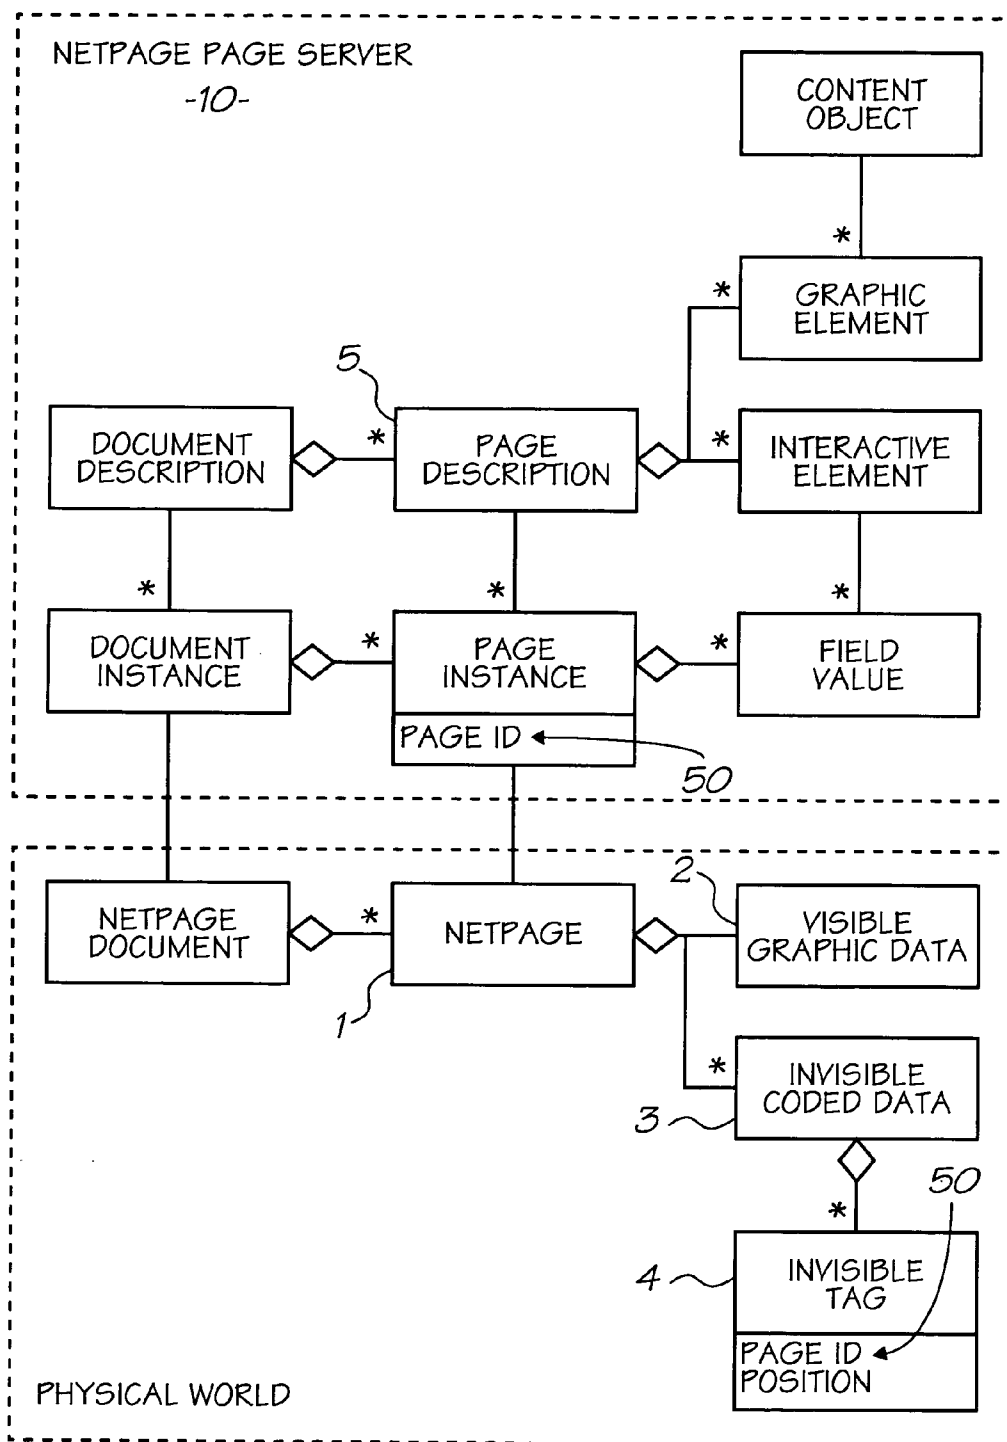 NETPAGE PAGE SERVER
-10-
CONTENT
OBJECT
*
*
GRAPHIC
ELEMENT
5
DOCUMENT
DESCRIPTION
*
PAGE
DESCRIPTION
*
INTERACTIVE
ELEMENT
*
*
*
DOCUMENT
INSTANCE
*
PAGE
INSTANCE
*
FIELD
VALUE
PAGE ID
50
2
NETPAGE
DOCUMENT
*
NETPAGE
VISIBLE
GRAPHIC DATA
1
*
INVISIBLE
CODED DATA
3
50
*
4
INVISIBLE
TAG
PAGE ID
POSITION
PHYSICAL WORLD